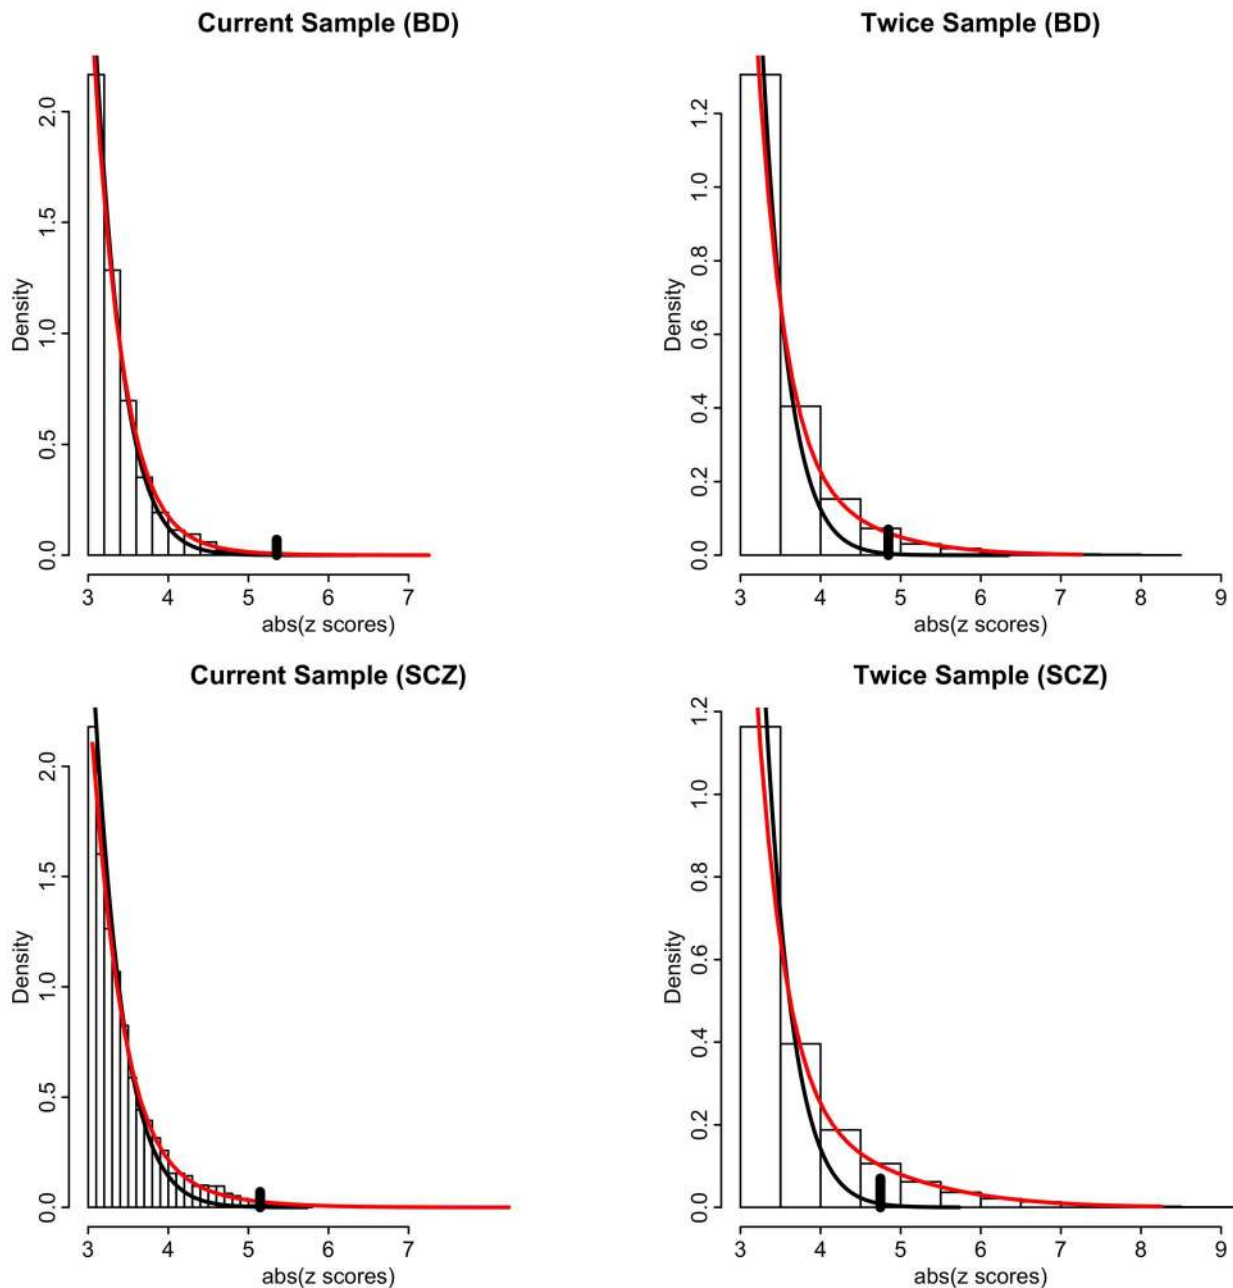 Current Sample (BD)
Twice Sample (BD)
Density
0.0 0.5 1.0 1.5 2.0
3 4 5 6 7
abs(z scores)
Density
0.0 0.2 0.4 0.6 0.8 1.0 1.2
3 4 5 6 7 8 9
abs(z scores)
Current Sample (SCZ)
Twice Sample (SCZ)
Density
0.0 0.5 1.0 1.5 2.0
3 4 5 6 7
abs(z scores)
Density
0.0 0.2 0.4 0.6 0.8 1.0 1.2
3 4 5 6 7 8 9
abs(z scores)